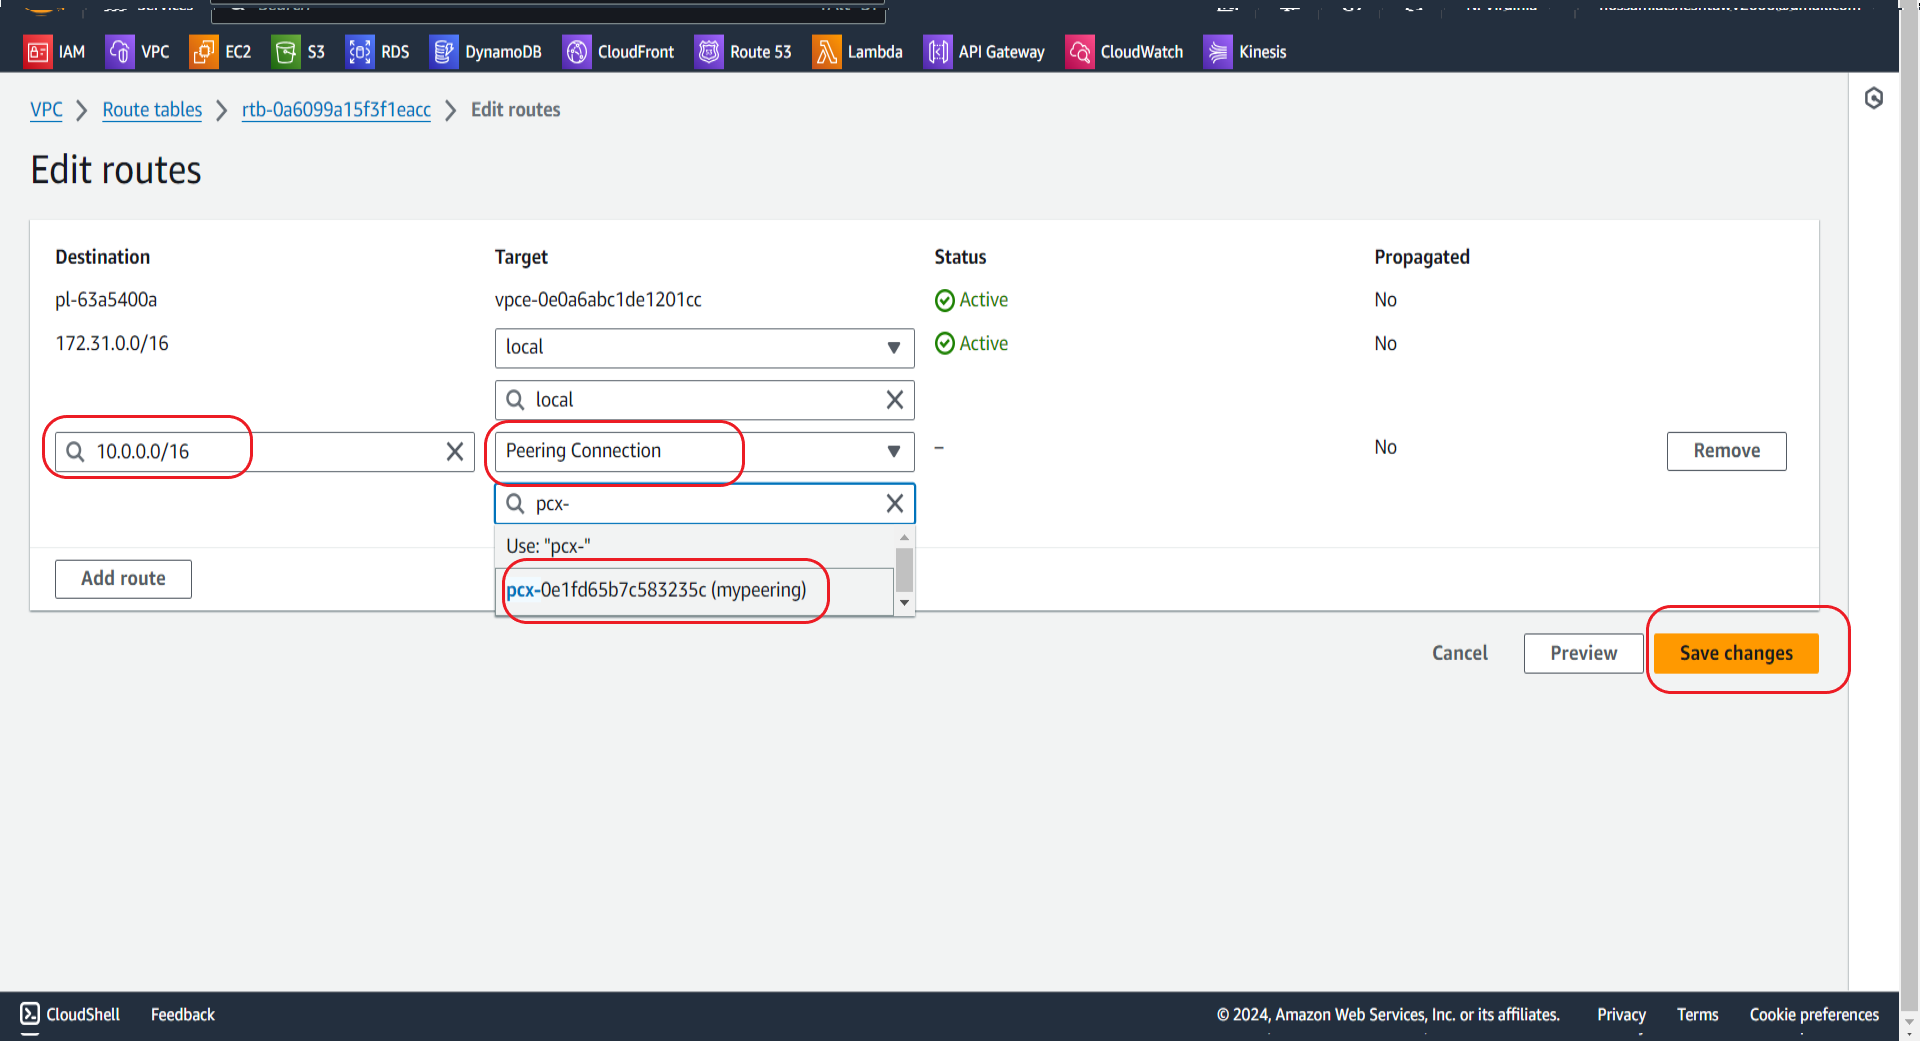 IAM VPC EC2 S3 RDS DynamoDB CloudFront Route 53 Lambda API Gateway CloudWatch Kinesis
VPC Route tables rtb-0a6099a15f3f1eacc Edit routes
Edit routes
Destination Target Status Propagated
pl-63a5400a vpce-0e0a6abc1de1201cc Active No
172.31.0.0/16 local Active No
local
10.0.0.0/16 Peering Connection – No Remove
pcx-
Use: "pcx-"
Add route pcx-0e1fd65b7c583235c (mypeering)
Cancel Preview Save changes
CloudShell Feedback © 2024, Amazon Web Services, Inc. or its affiliates. Privacy Terms Cookie preferences